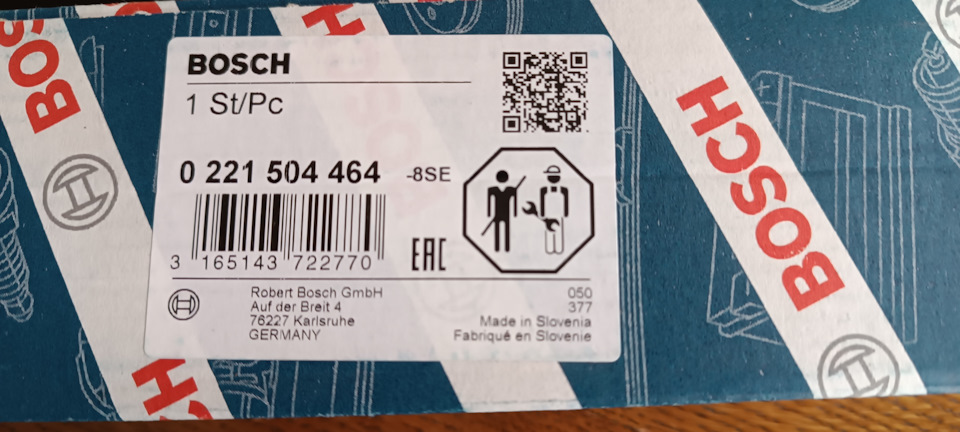 BOSCH
1 St/Pc
0 221 504 464 -8SE
3 165143 722770
EAC
Robert Bosch GmbH
Auf der Breit 4
76227 Karlsruhe
GERMANY
050
377
Made in Slovenia
Fabriqué en Slovenie
BOSCH
BOSCH
BOSCH